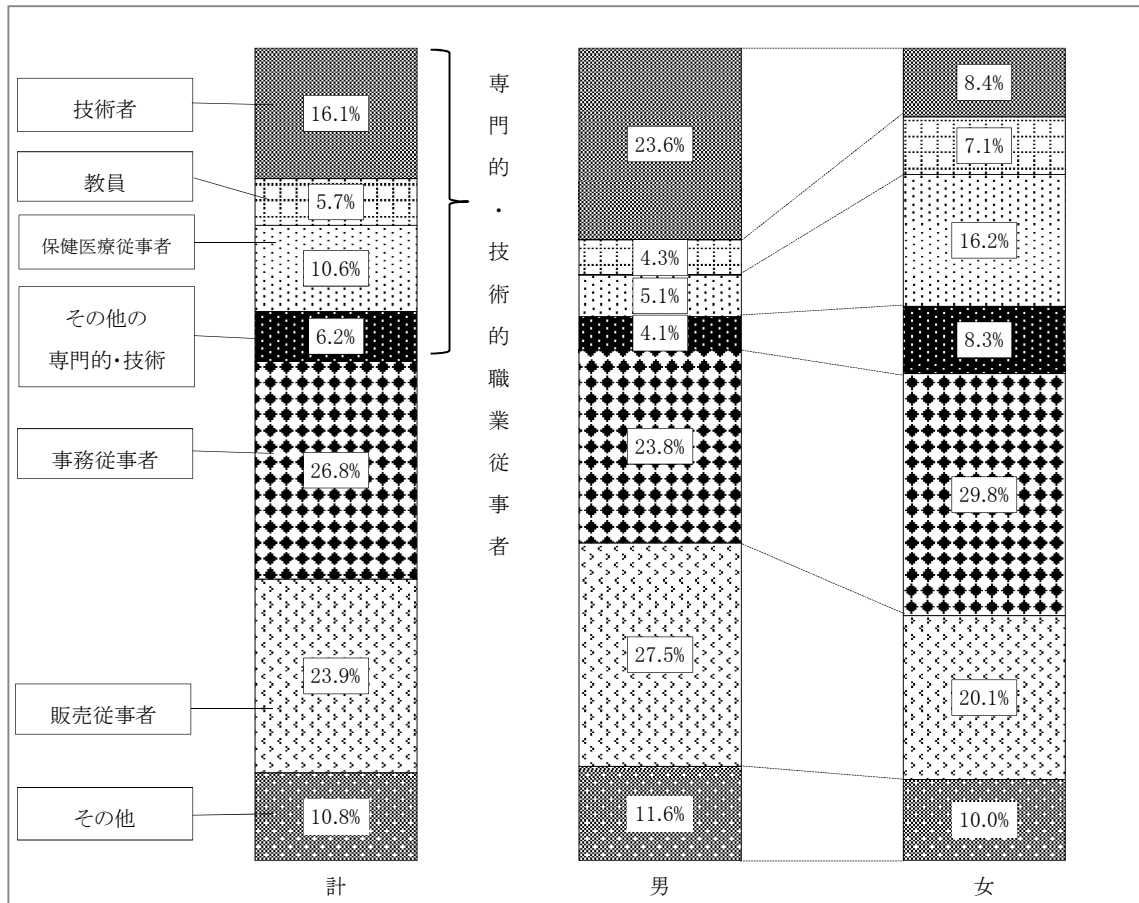 技術者
教員
保健医療従事者
その他の
専門的・技術
事務従事者
販売従事者
その他
16.1%
5.7%
10.6%
6.2%
26.8%
23.9%
10.8%
計
専門的・技術的職業従事者
23.6%
4.3%
5.1%
4.1%
23.8%
27.5%
11.6%
男
8.4%
7.1%
16.2%
8.3%
29.8%
20.1%
10.0%
女